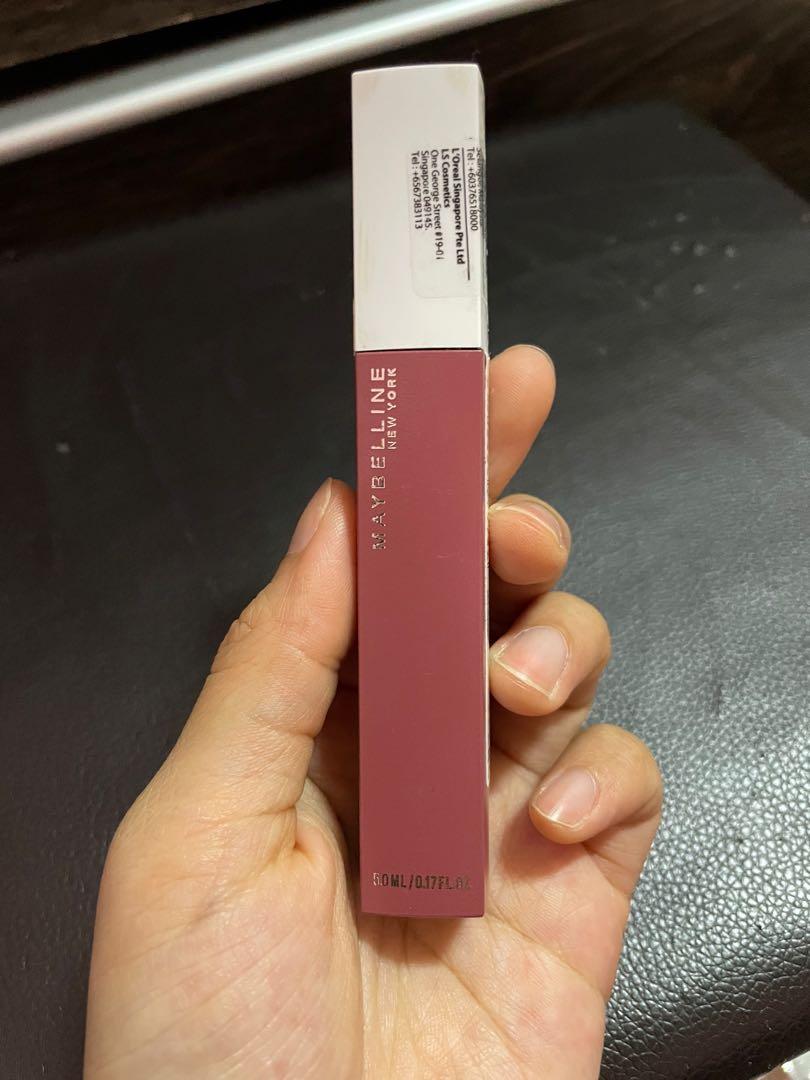 Tel : +60376518000
L'Oreal Singapore Pte Ltd
LS Cosmetics
One George Street #19-01
Singapore 049145.
Tel : +6567383113
MAYBELLINE
NEW YORK
5.0ML/0.17FL.OZ